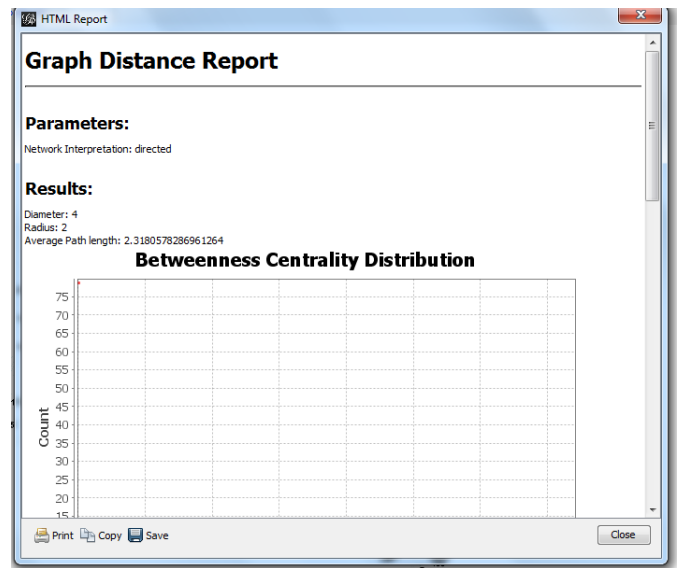 HTML Report
Graph Distance Report
Parameters:
Network Interpretation: directed
Results:
Diameter: 4
Radius: 2
Average Path length: 2.3180578286961264
Betweenness Centrality Distribution
75
70
65
60
55
50
45
40
35
30
25
20
15
Count
Print Copy Save Close